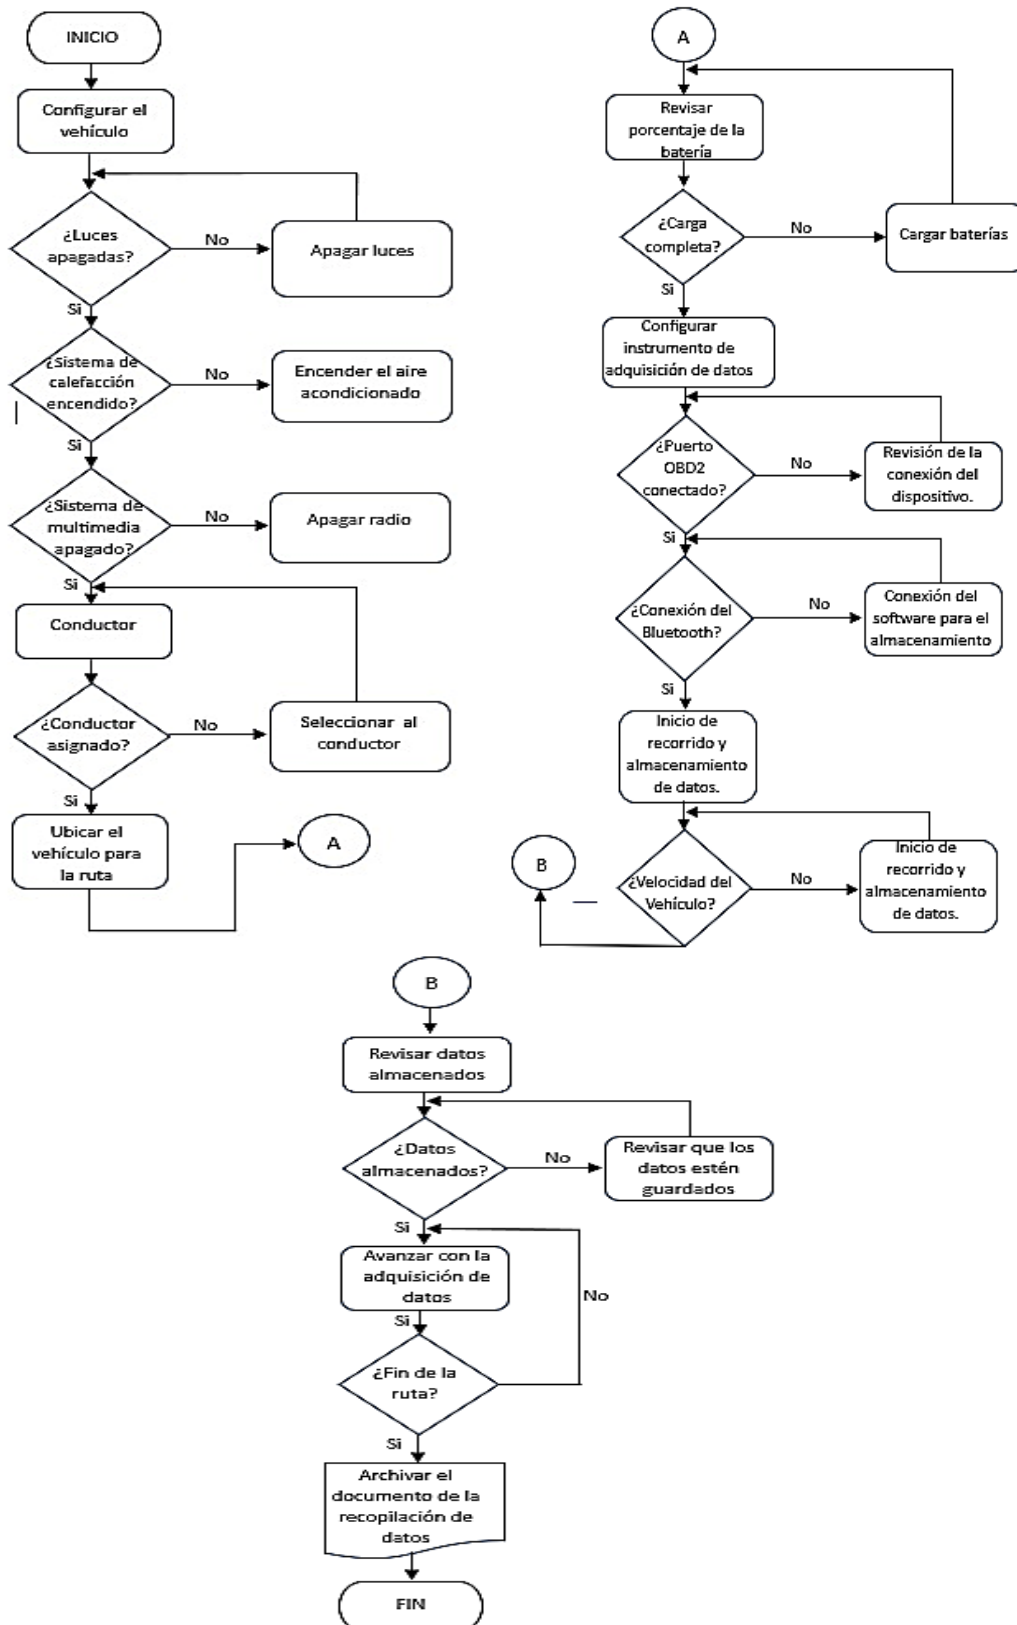 INICIO
Configurar el
vehículo
¿Luces
apagadas?
No
Apagar luces
Si
¿Sistema de
calefacción
encendido?
No
Encender el aire
acondicionado
Si
¿Sistema de
multimedia
apagado?
No
Apagar radio
Si
Conductor
¿Conductor
asignado?
No
Seleccionar al
conductor
Si
Ubicar el
vehículo para
la ruta
A
A
Revisar
porcentaje de la
batería
¿Carga
completa?
No
Cargar baterías
Si
Configurar
instrumento de
adquisición de datos
¿Puerto
OBD2
conectado?
No
Revisión de la
conexión del
dispositivo.
Si
¿Conexión del
Bluetooth?
No
Conexión del
software para el
almacenamiento
Si
Inicio de
recorrido y
almacenamiento
de datos.
¿Velocidad del
Vehículo?
No
Inicio de
recorrido y
almacenamiento
de datos.
B
B
Revisar datos
almacenados
¿Datos
almacenados?
No
Revisar que los
datos estén
guardados
Si
Avanzar con la
adquisición de
datos
No
Si
¿Fin de la
ruta?
Si
Archivar el
documento de la
recopilación de
datos
FIN